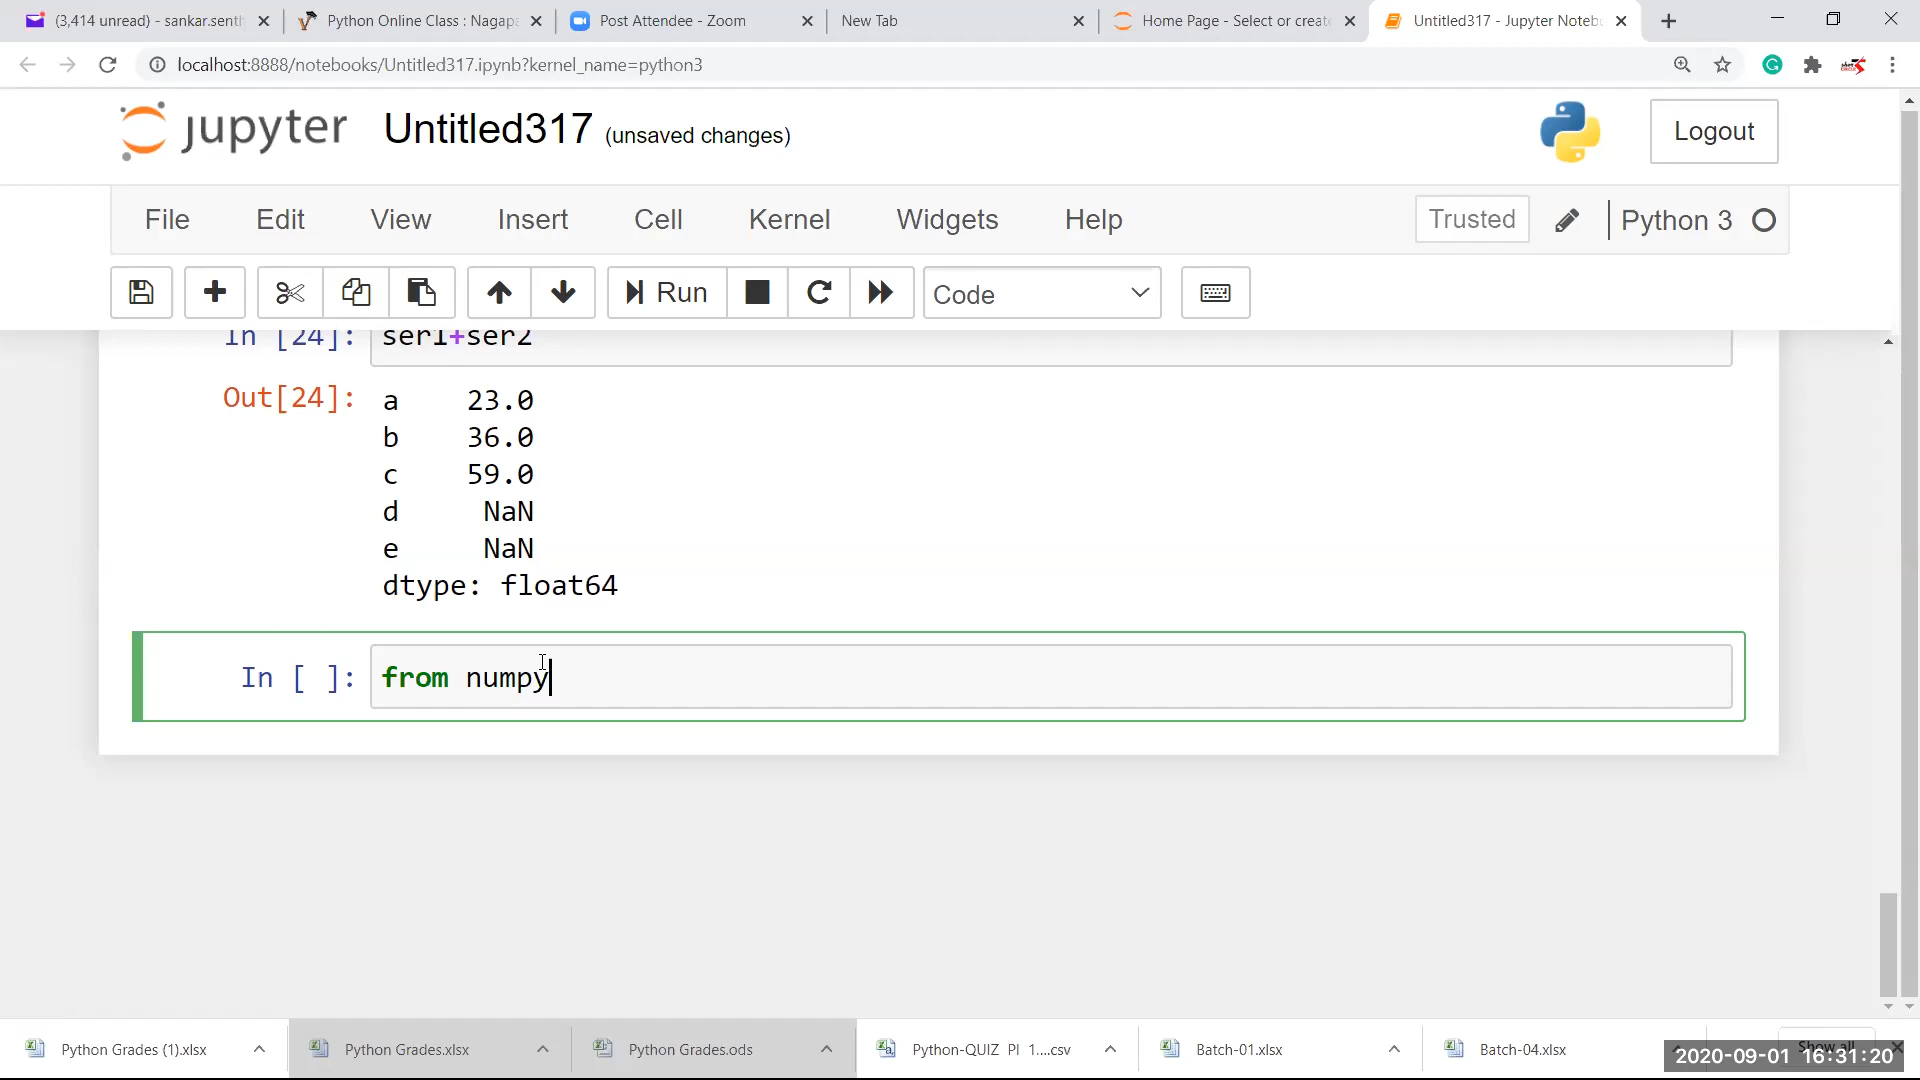 (3,414 unread) - sankar.senth
Python Online Class : Nagapa
Post Attendee - Zoom
New Tab
Home Page - Select or create
Untitled317 - Jupyter Noteb
localhost:8888/notebooks/Untitled317.ipynb?kernel_name=python3
jupyter Untitled317 (unsaved changes)
Logout
File Edit View Insert Cell Kernel Widgets Help
Trusted Python 3
Run Code
In [24]: ser1+ser2
Out[24]: a 23.0
b 36.0
c 59.0
d NaN
e NaN
dtype: float64
In [ ]: from numpy
Python Grades (1).xlsx
Python Grades.xlsx
Python Grades.ods
Python-QUIZ PI 1....csv
Batch-01.xlsx
Batch-04.xlsx
Show all
2020-09-01 16:31:20